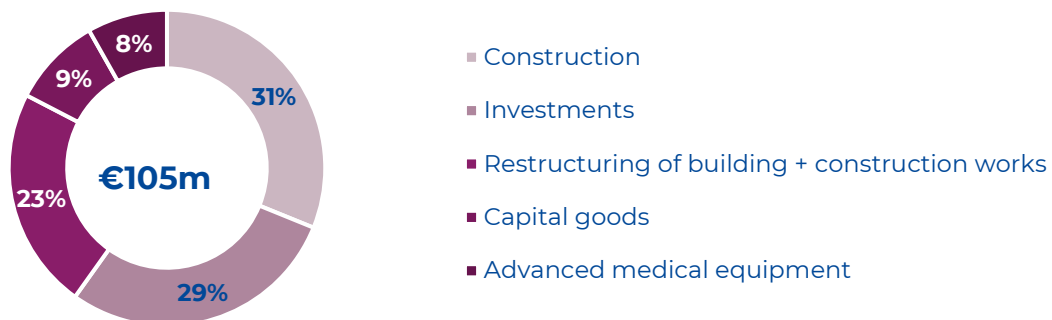 8%
9%
31%
€105m
23%
29%
Construction
Investments
Restructuring of building + construction works
Capital goods
Advanced medical equipment